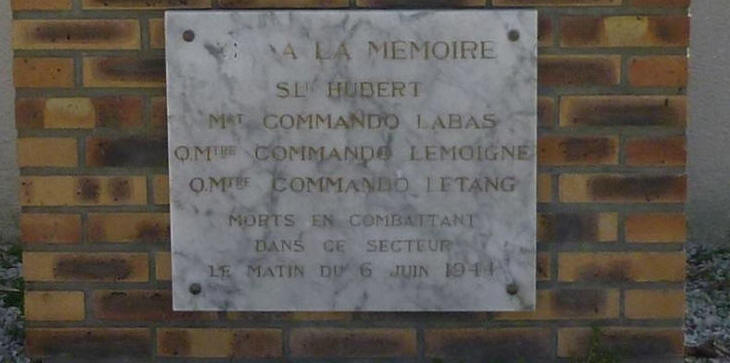 A LA MEMOIRE
SLT HUBERT
MAT COMMANDO LABAS
Q.MTRE COMMANDO LEMOIGNE
Q.MTRE COMMANDO LETANG
MORTS EN COMBATTANT
DANS CE SECTEUR
LE MATIN DU 6 JUIN 1944